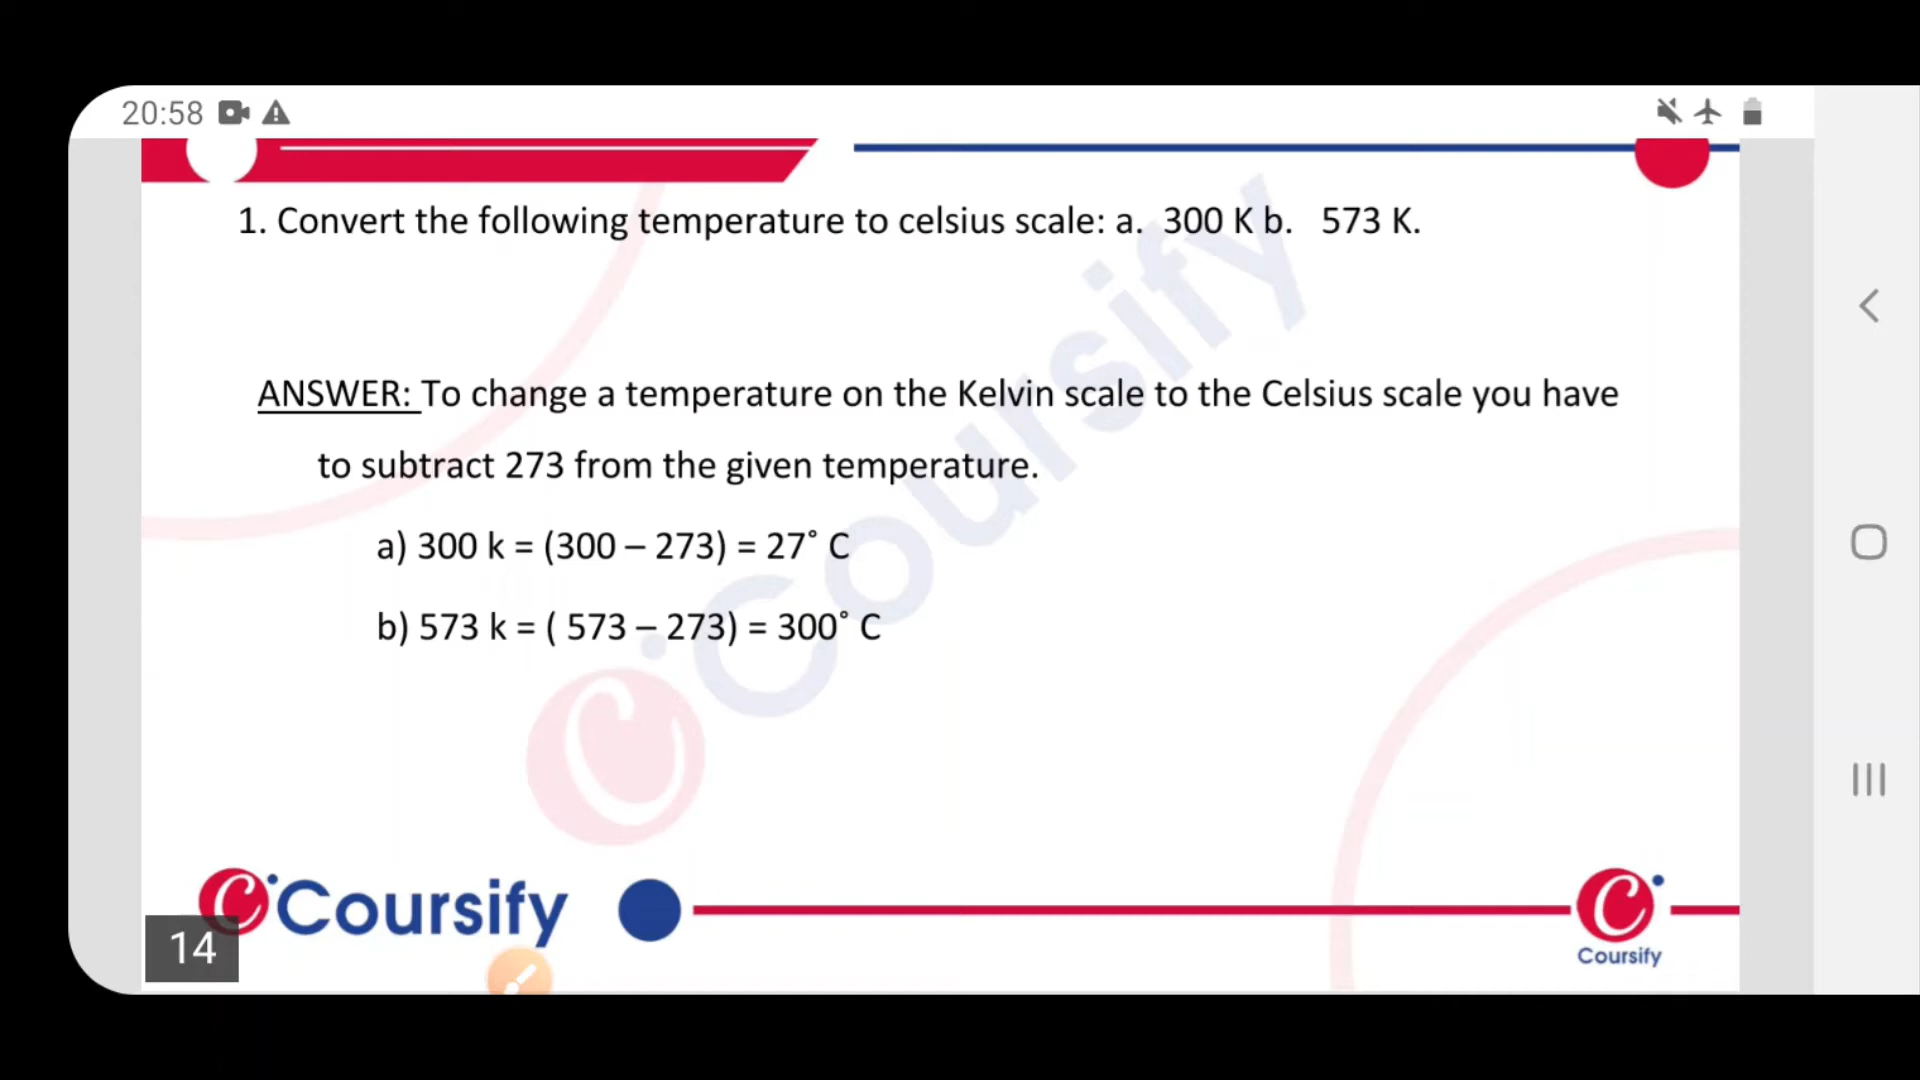 20:58
1. Convert the following temperature to celsius scale: a. 300 K b. 573 K.
ANSWER: To change a temperature on the Kelvin scale to the Celsius scale you have
to subtract 273 from the given temperature.
a) 300 k = (300 – 273) = 27° C
b) 573 k = ( 573 – 273) = 300° C
Coursify
Coursify
14
Coursify